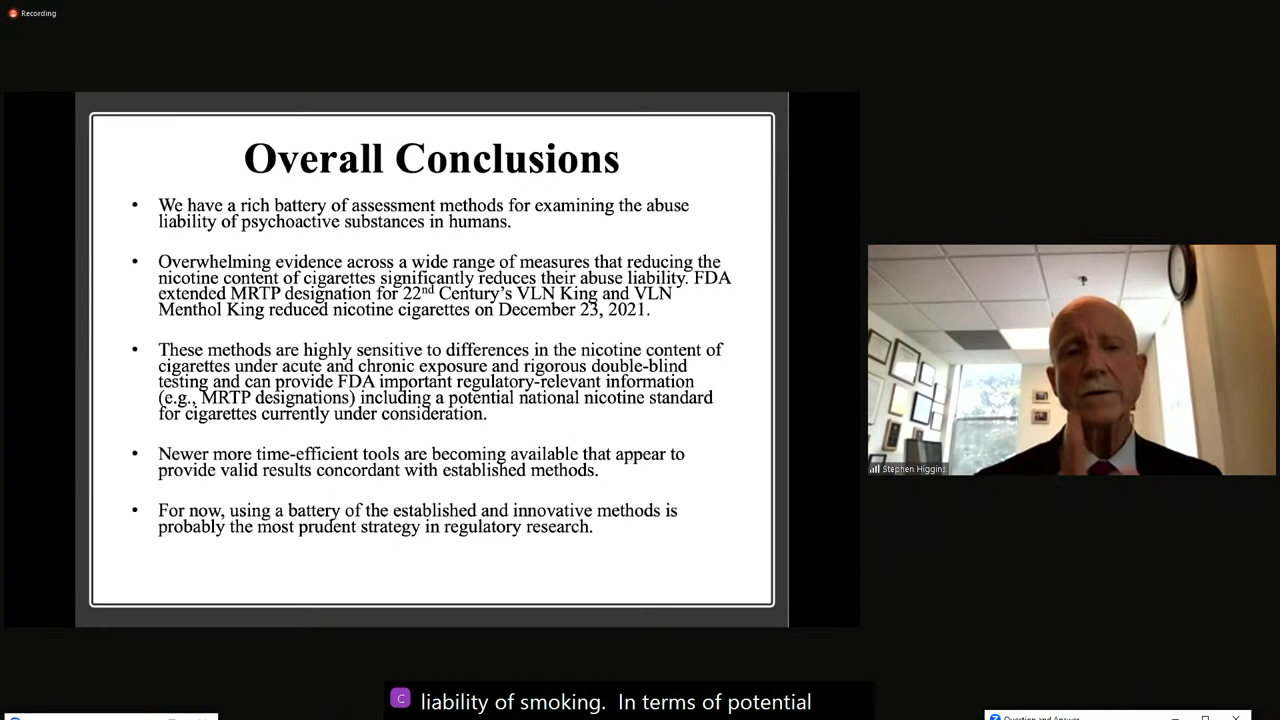 Recording
Overall Conclusions
• We have a rich battery of assessment methods for examining the abuse
liability of psychoactive substances in humans.
• Overwhelming evidence across a wide range of measures that reducing the
nicotine content of cigarettes significantly reduces their abuse liability. FDA
extended MRTP designation for 22nd Century's VLN King and VLN
Menthol King reduced nicotine cigarettes on December 23, 2021.
• These methods are highly sensitive to differences in the nicotine content of
cigarettes under acute and chronic exposure and rigorous double-blind
testing and can provide FDA important regulatory-relevant information
(e.g., MRTP designations) including a potential national nicotine standard
for cigarettes currently under consideration.
• Newer more time-efficient tools are becoming available that appear to
provide valid results concordant with established methods.
• For now, using a battery of the established and innovative methods is
probably the most prudent strategy in regulatory research.
Stephen Higgins
C liability of smoking. In terms of potential
Question and Answer